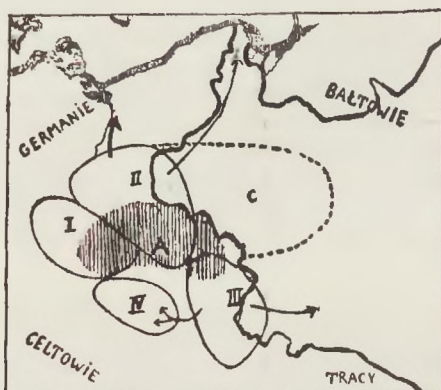 BAŁTOWIE
GERMANIE
II
C
I
A
IV
III
CELTOWIE
TRACY